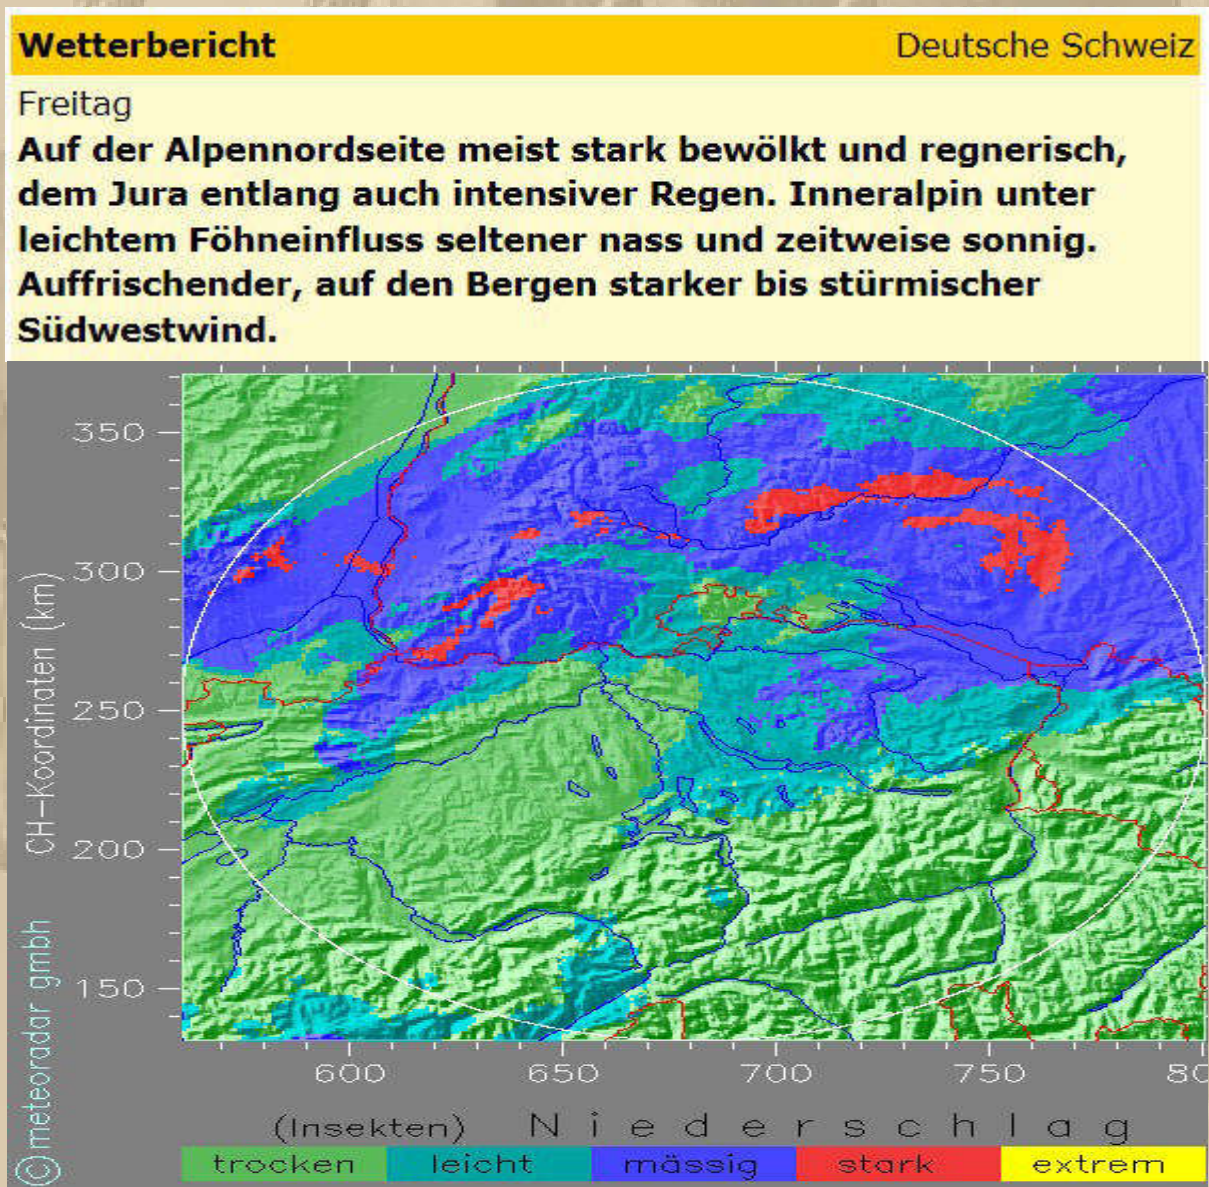 Wetterbericht Deutsche Schweiz
Freitag
Auf der Alpennordseite meist stark bewölkt und regnerisch,
dem Jura entlang auch intensiver Regen. Inneralpin unter
leichtem Föhneinfluss seltener nass und zeitweise sonnig.
Auffrischender, auf den Bergen starker bis stürmischer
Südwestwind.
350
300
250
200
150
CH-Koordinaten (km)
© meteoradar gmbh
600 650 700 750 80
(Insekten) Niederschlag
trocken leicht mässig stark extrem